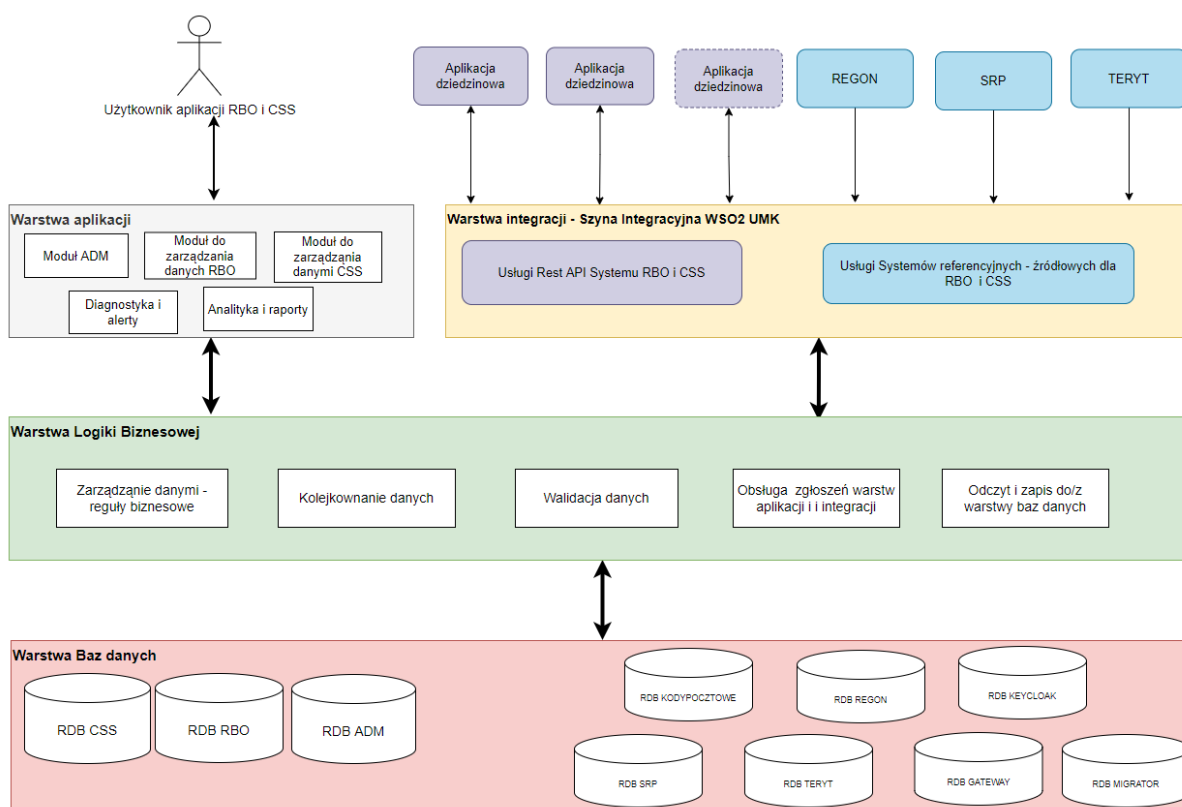 Użytkownik aplikacji RBO i CSS
Aplikacja
dziedzinowa
Aplikacja
dziedzinowa
Aplikacja
dziedzinowa
REGON
SRP
TERYT
Warstwa aplikacji
Moduł ADM
Moduł do
zarządzania
danych RBO
Moduł do
zarządząnia
danymi CSS
Diagnostyka i
alerty
Analityka i raporty
Warstwa integracji - Szyna Integracyjna WSO2 UMK
Usługi Rest API Systemu RBO i CSS
Usługi Systemów referencyjnych - źródłowych dla
RBO i CSS
Warstwa Logiki Biznesowej
Zarządząnie danymi -
reguły biznesowe
Kolejkownanie danych
Walidacja danych
Obsługa zgłoszeń warstw
aplikacji i i integracji
Odczyt i zapis do/z
warstwy baz danych
Warstwa Baz danych
RDB CSS
RDB RBO
RDB ADM
RDB KODYPOCZTOWE
RDB REGON
RDB KEYCLOAK
RDB SRP
RDB TERYT
RDB GATEWAY
RDB MIGRATOR